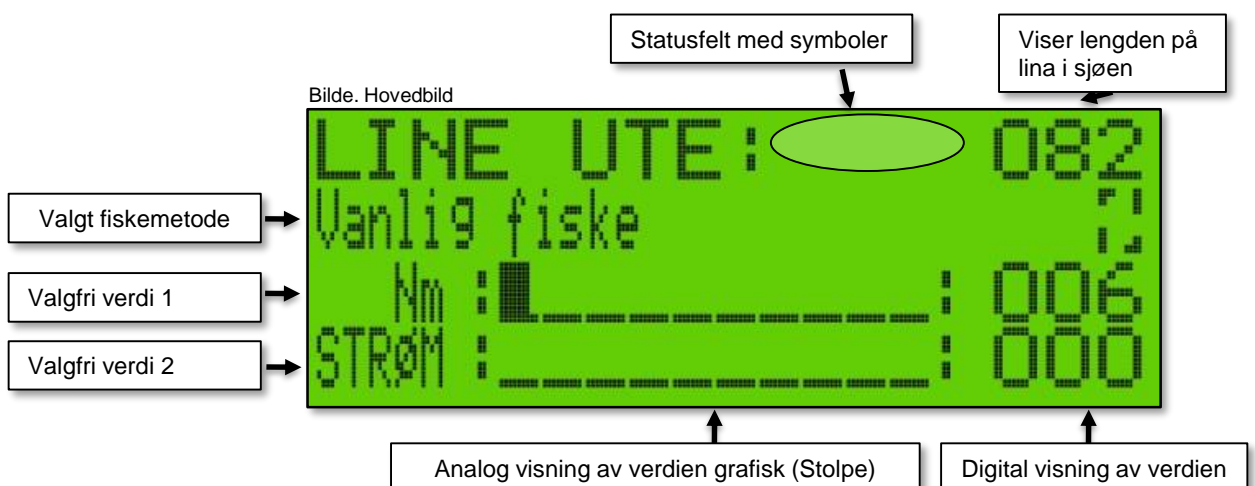 Statusfelt med symboler
Viser lengden på
lina i sjøen
Bilde. Hovedbild
LINE UTE: 082
Valgt fiskemetode
Vanlig fiske
Valgfri verdi 1
Nm : : 006
Valgfri verdi 2
STRØM : : 000
Analog visning av verdien grafisk (Stolpe)
Digital visning av verdien